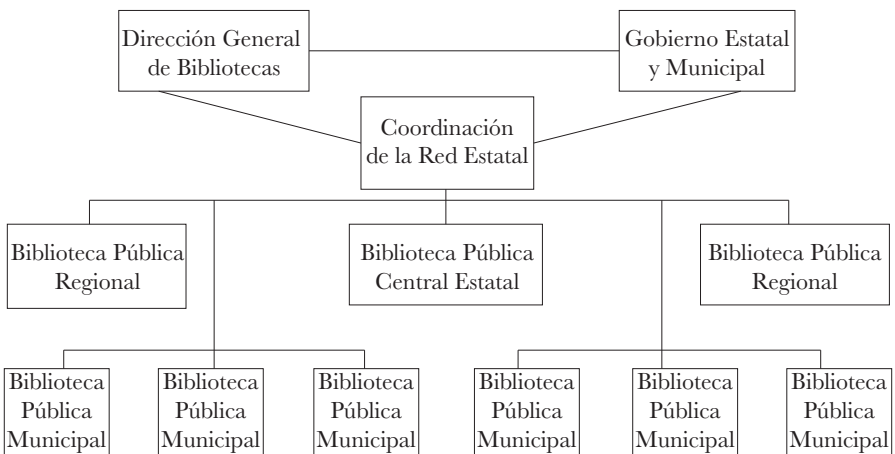 Dirección General
de Bibliotecas
Gobierno Estatal
y Municipal
Coordinación
de la Red Estatal
Biblioteca Pública
Regional
Biblioteca Pública
Central Estatal
Biblioteca Pública
Regional
Biblioteca
Pública
Municipal
Biblioteca
Pública
Municipal
Biblioteca
Pública
Municipal
Biblioteca
Pública
Municipal
Biblioteca
Pública
Municipal
Biblioteca
Pública
Municipal